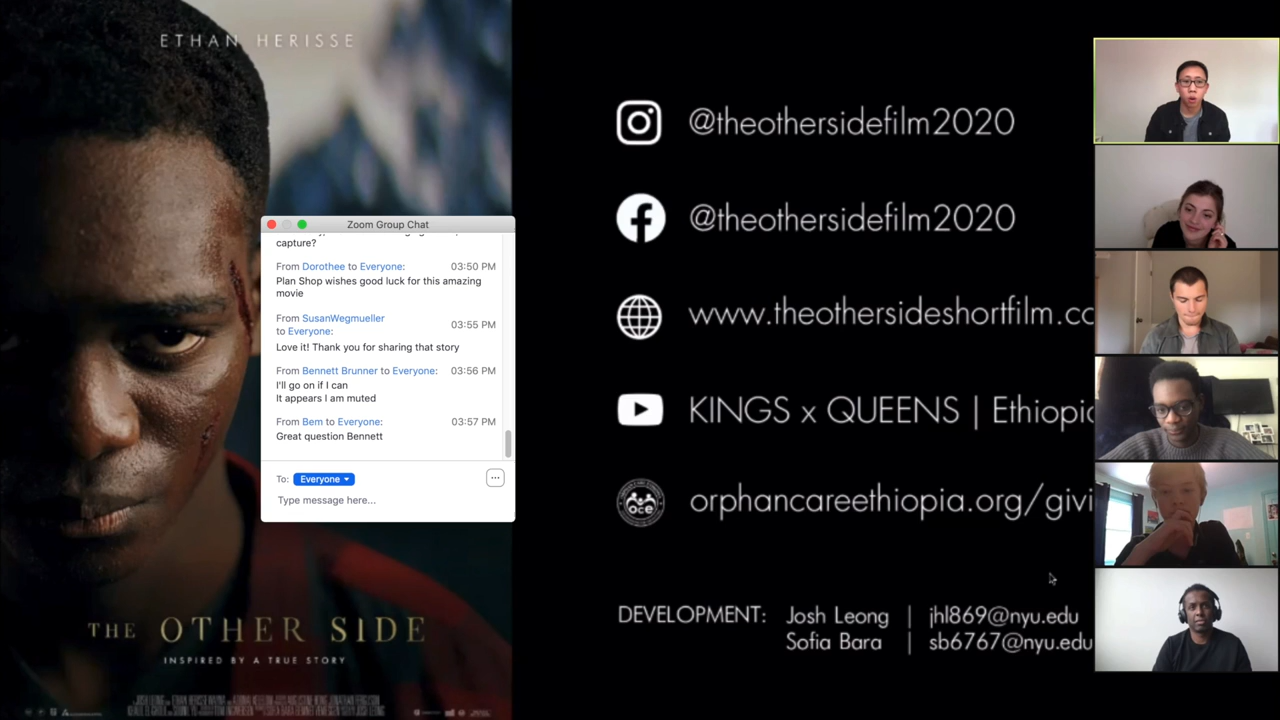 ETHAN HERISSE
THE OTHER SIDE
INSPIRED BY A TRUE STORY
Zoom Group Chat
capture?
From Dorothee to Everyone: 03:50 PM
Plan Shop wishes good luck for this amazing
movie
From SusanWegmueller
to Everyone: 03:55 PM
Love it! Thank you for sharing that story
From Bennett Brunner to Everyone: 03:56 PM
I'll go on if I can
It appears I am muted
From Bem to Everyone: 03:57 PM
Great question Bennett
To: Everyone
Type message here...
@theothersidefilm2020
@theothersidefilm2020
www.theothersideshortfilm.co
KINGS x QUEENS | Ethiopia
oce
orphancareethiopia.org/givi
DEVELOPMENT: Josh Leong | jhl869@nyu.edu
Sofia Bara | sb6767@nyu.edu